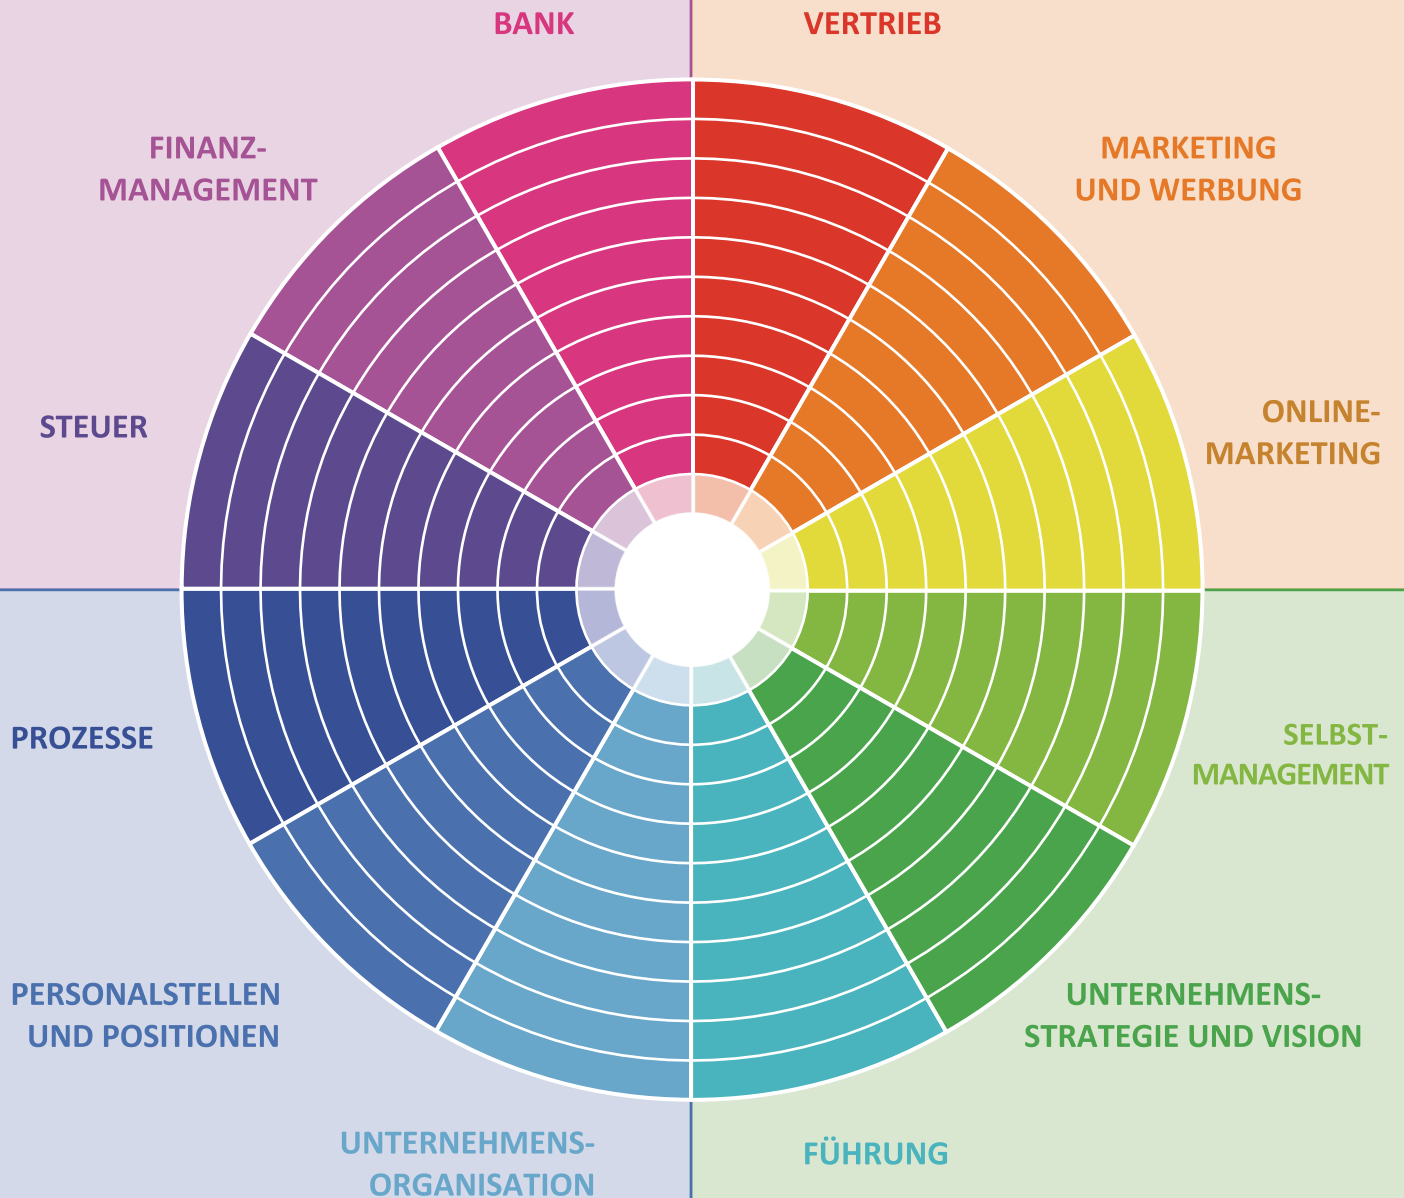 BANK
VERTRIEB
FINANZ-
MANAGEMENT
MARKETING
UND WERBUNG
STEUER
ONLINE-
MARKETING
PROZESSE
SELBST-
MANAGEMENT
PERSONALSTELLEN
UND POSITIONEN
UNTERNEHMENS-
STRATEGIE UND VISION
UNTERNEHMENS-
ORGANISATION
FÜHRUNG